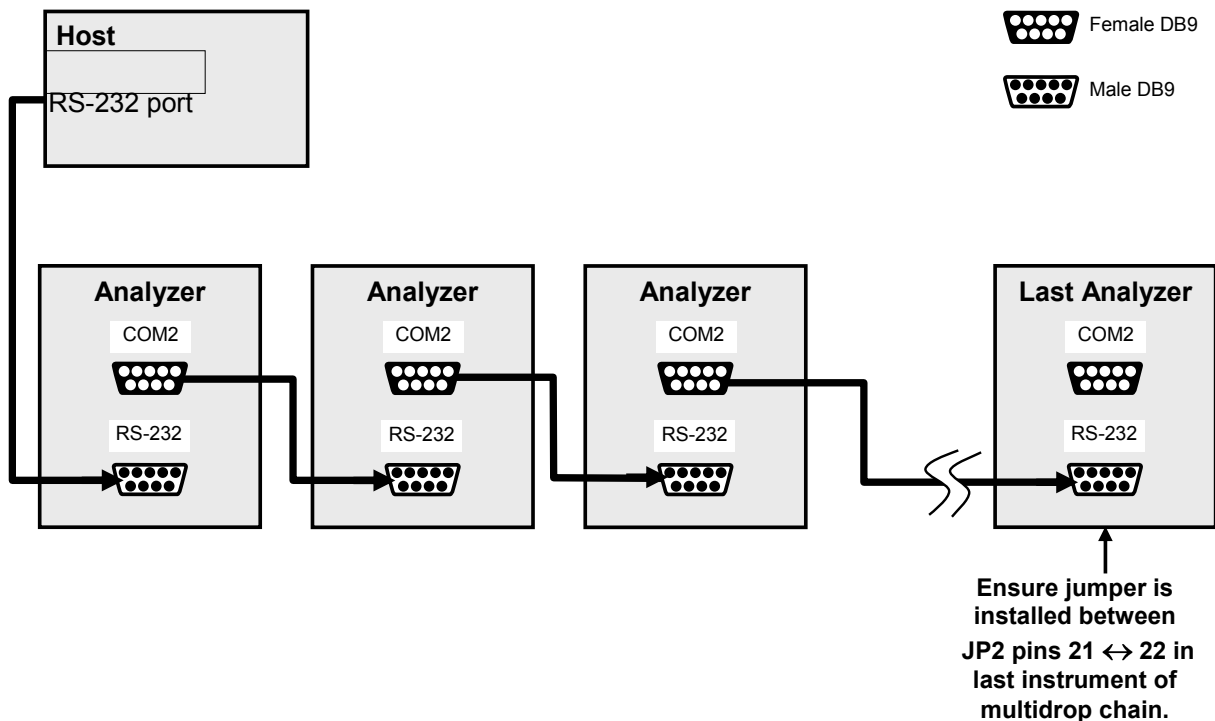 Host
RS-232 port
Female DB9
Male DB9
Analyzer
COM2
RS-232
Analyzer
COM2
RS-232
Analyzer
COM2
RS-232
Last Analyzer
COM2
RS-232
Ensure jumper is
installed between
JP2 pins 21 ↔ 22 in
last instrument of
multidrop chain.